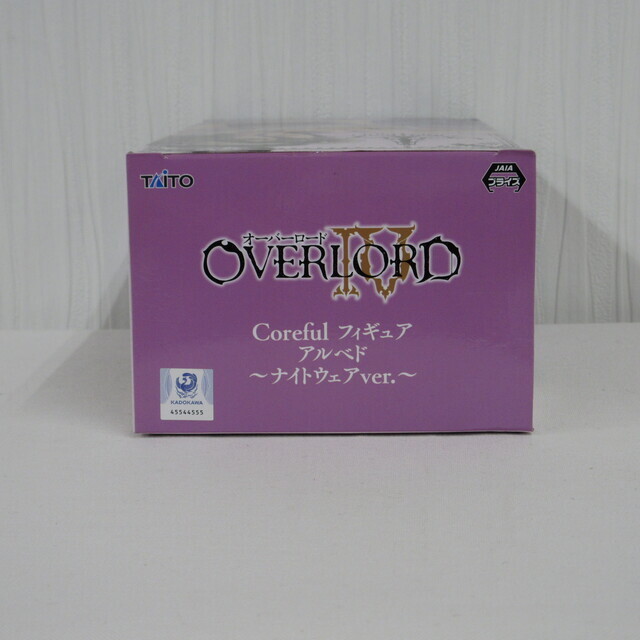 TAITO
JAIA
プライズ
オーバーロード
OVERLORD IV
Coreful フィギュア
アルベド
～ナイトウェアver.～
KADOKAWA
45544555